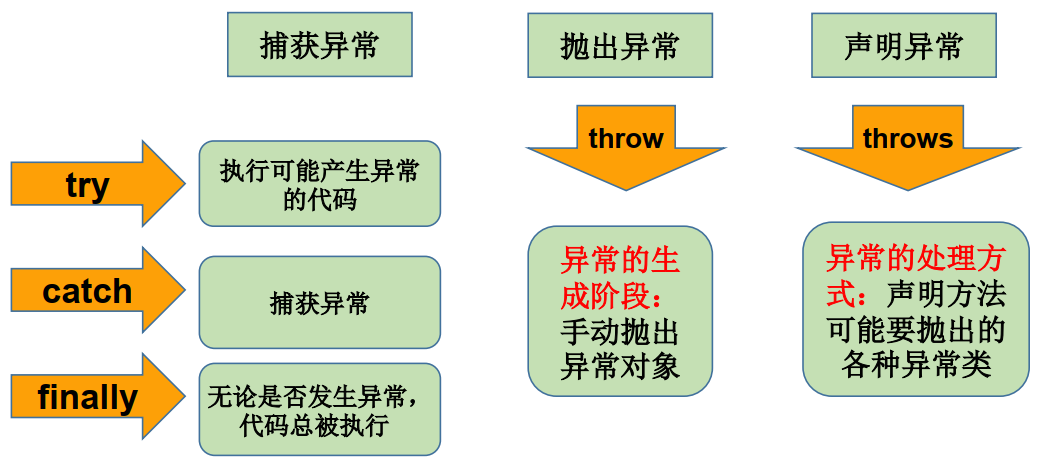 捕获异常
抛出异常
声明异常
try
执行可能产生异常
的代码
catch
捕获异常
finally
无论是否发生异常，
代码总被执行
throw
异常的生
成阶段：
手动抛出
异常对象
throws
异常的处理方
式：声明方法
可能要抛出的
各种异常类